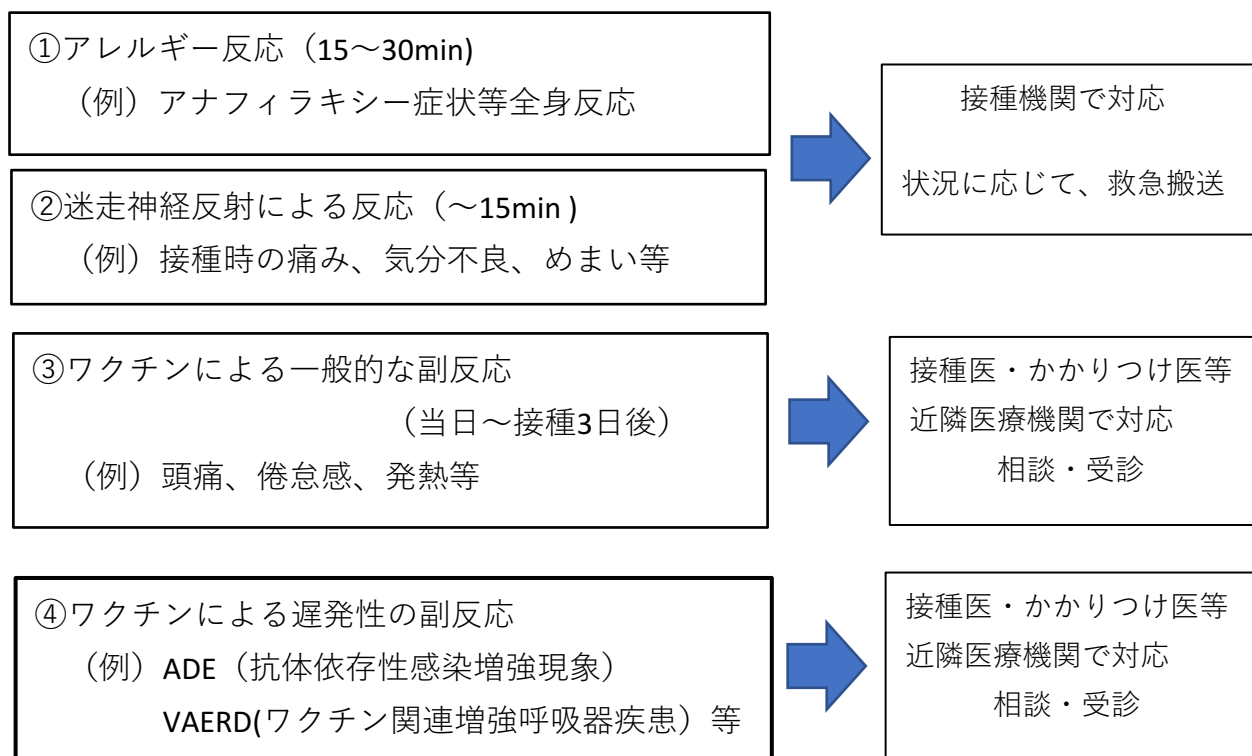 ①アレルギー反応（15～30min)
（例）アナフィラキシー症状等全身反応
②迷走神経反射による反応（～15min )
（例）接種時の痛み、気分不良、めまい等
接種機関で対応
状況に応じて、救急搬送
③ワクチンによる一般的な副反応
（当日～接種3日後）
（例）頭痛、倦怠感、発熱等
接種医・かかりつけ医等
近隣医療機関で対応
相談・受診
④ワクチンによる遅発性の副反応
（例）ADE（抗体依存性感染増強現象）
VAERD(ワクチン関連増強呼吸器疾患）等
接種医・かかりつけ医等
近隣医療機関で対応
相談・受診